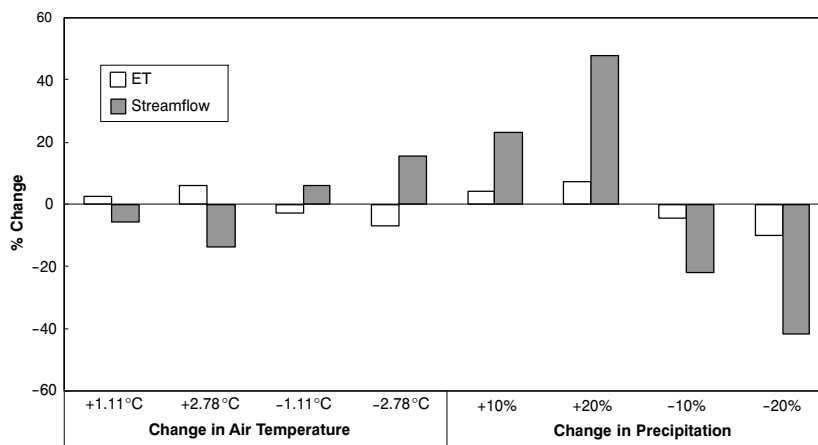 60
40
20
0
−20
−40
−60
% Change
ET
Streamflow
+1.11°C +2.78°C −1.11°C −2.78°C +10% +20% −10% −20%
Change in Air Temperature Change in Precipitation